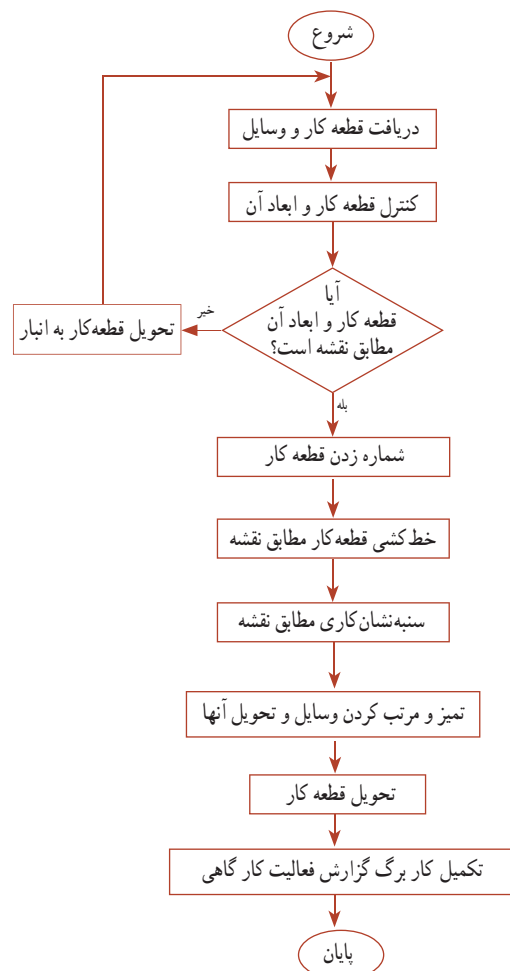 شروع
دریافت قطعه کار و وسایل
کنترل قطعه کار و ابعاد آن
آیا
قطعه کار و ابعاد آن
مطابق نقشه است؟
خیر
تحویل قطعه‌کار به انبار
بله
شماره زدن قطعه کار
خط‌کشی قطعه‌کار مطابق نقشه
سنبه‌نشان‌کاری مطابق نقشه
تمیز و مرتب کردن وسایل و تحویل آنها
تحویل قطعه کار
تکمیل کار برگ گزارش فعالیت کار گاهی
پایان